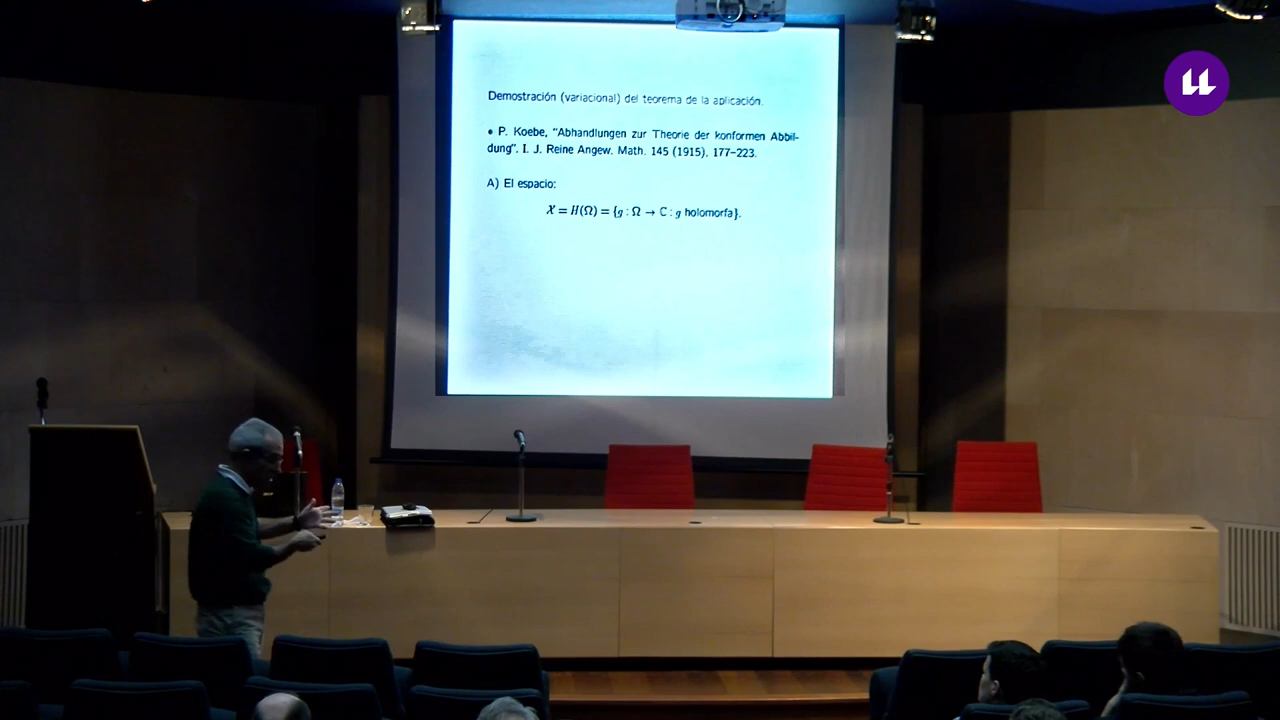 Demostración (variacional) del teorema de la aplicación.
• P. Koebe, "Abhandlungen zur Theorie der konformen Abbil-
dung". I. J. Reine Angew. Math. 145 (1915), 177–223.
A) El espacio:
𝒳 = H(Ω) = {g : Ω → ℂ : g holomorfa}.